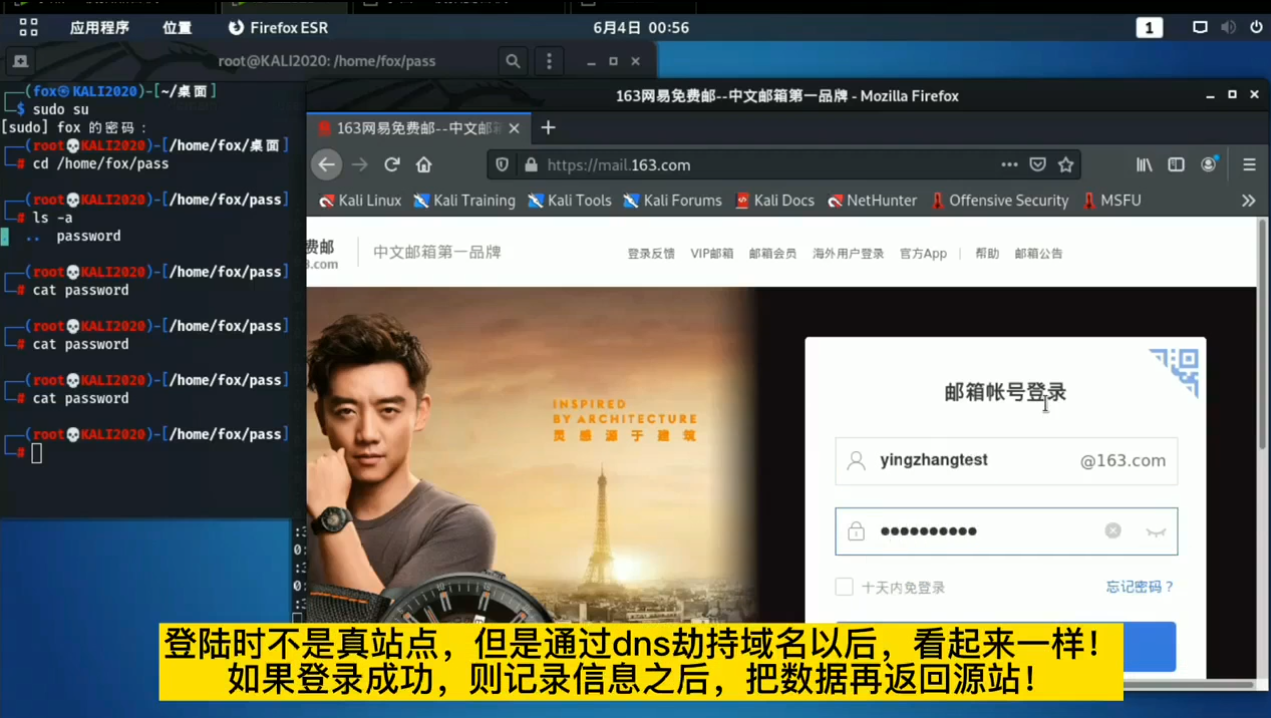 应用程序 位置 Firefox ESR 6月4日 00:56 1
root@KALI2020: /home/fox/pass
(fox㉿KALI2020)-[~/桌面]
$ sudo su
[sudo] fox 的密码：
(root💀KALI2020)-[/home/fox/桌面]
# cd /home/fox/pass
(root💀KALI2020)-[/home/fox/pass]
# ls -a
. .. password
(root💀KALI2020)-[/home/fox/pass]
# cat password
(root💀KALI2020)-[/home/fox/pass]
# cat password
(root💀KALI2020)-[/home/fox/pass]
# cat password
(root💀KALI2020)-[/home/fox/pass]
#
163网易免费邮--中文邮箱第一品牌 - Mozilla Firefox
163网易免费邮--中文邮箱
https://mail.163.com
Kali Linux Kali Training Kali Tools Kali Forums Kali Docs NetHunter Offensive Security MSFU
费邮
3.com
中文邮箱第一品牌
登录反馈 VIP邮箱 邮箱会员 海外用户登录 官方App 帮助 邮箱公告
INSPIRED
BY ARCHITECTURE
灵感源于建筑
邮箱帐号登录
yingzhangtest @163.com
十天内免登录 忘记密码？
登陆时不是真站点，但是通过dns劫持域名以后，看起来一样！
如果登录成功，则记录信息之后，把数据再返回源站！